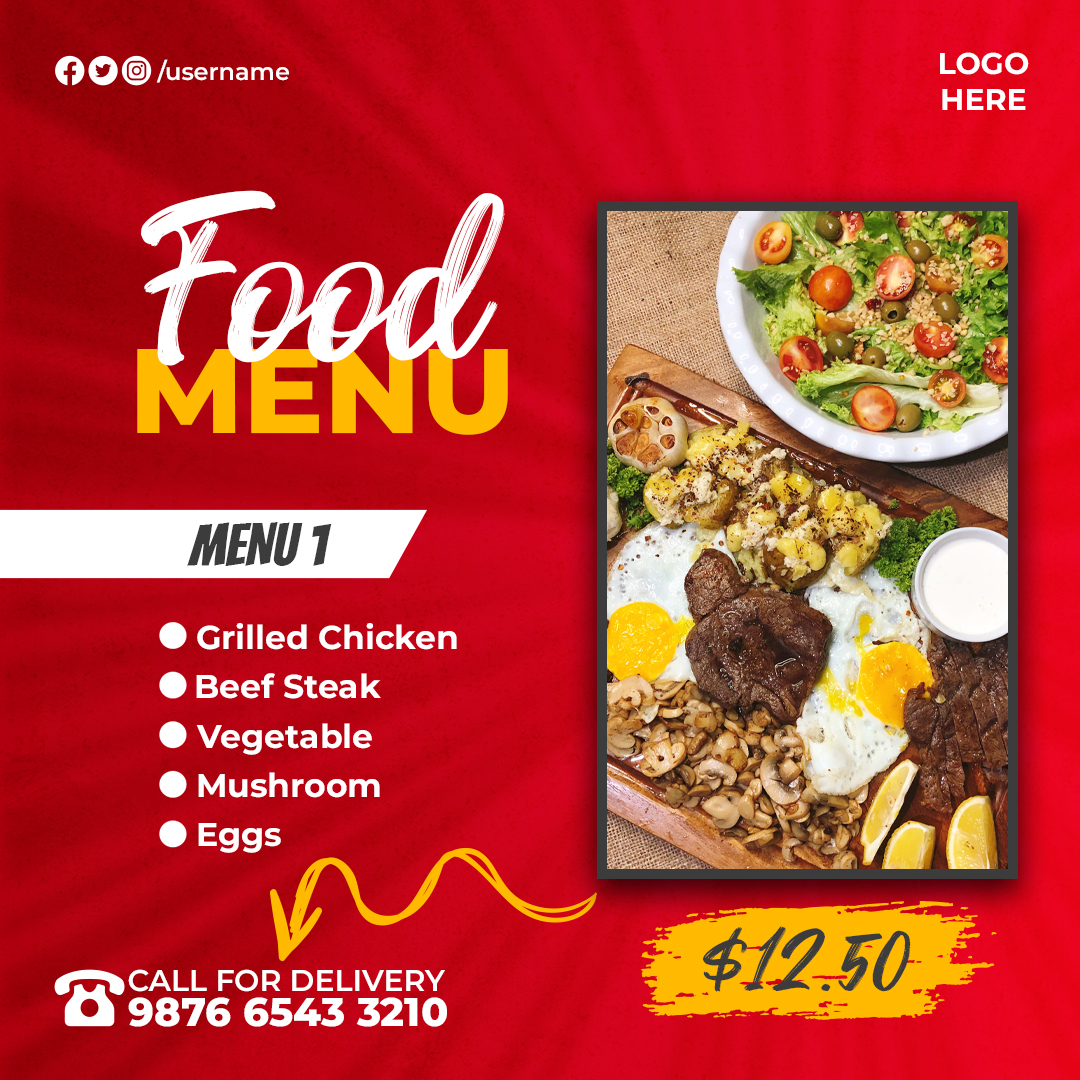 /username
LOGO
HERE
Food
MENU
MENU 1
Grilled Chicken
Beef Steak
Vegetable
Mushroom
Eggs
CALL FOR DELIVERY
9876 6543 3210
$12.50